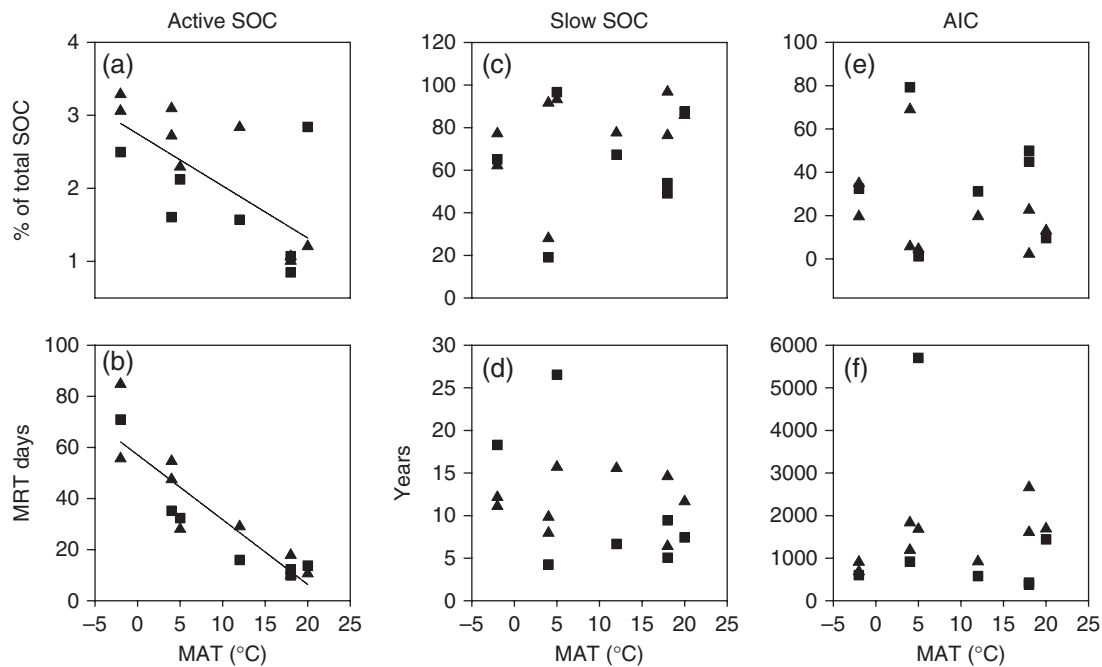 Active SOC
Slow SOC
AIC
(a)
(c)
(e)
% of total SOC
4
3
2
1
120
100
80
60
40
20
0
100
80
60
40
20
0
(b)
(d)
(f)
MRT days
100
80
60
40
20
0
Years
30
25
20
15
10
5
0
6000
5000
4000
3000
2000
1000
0
–5 0 5 10 15 20 25
–5 0 5 10 15 20 25
–5 0 5 10 15 20 25
MAT (°C)
MAT (°C)
MAT (°C)